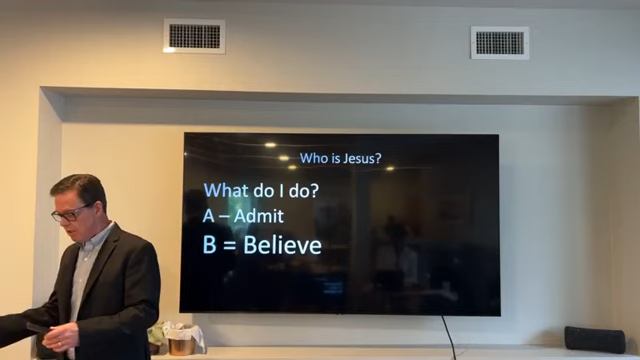 Who is Jesus?
What do I do?
A – Admit
B = Believe